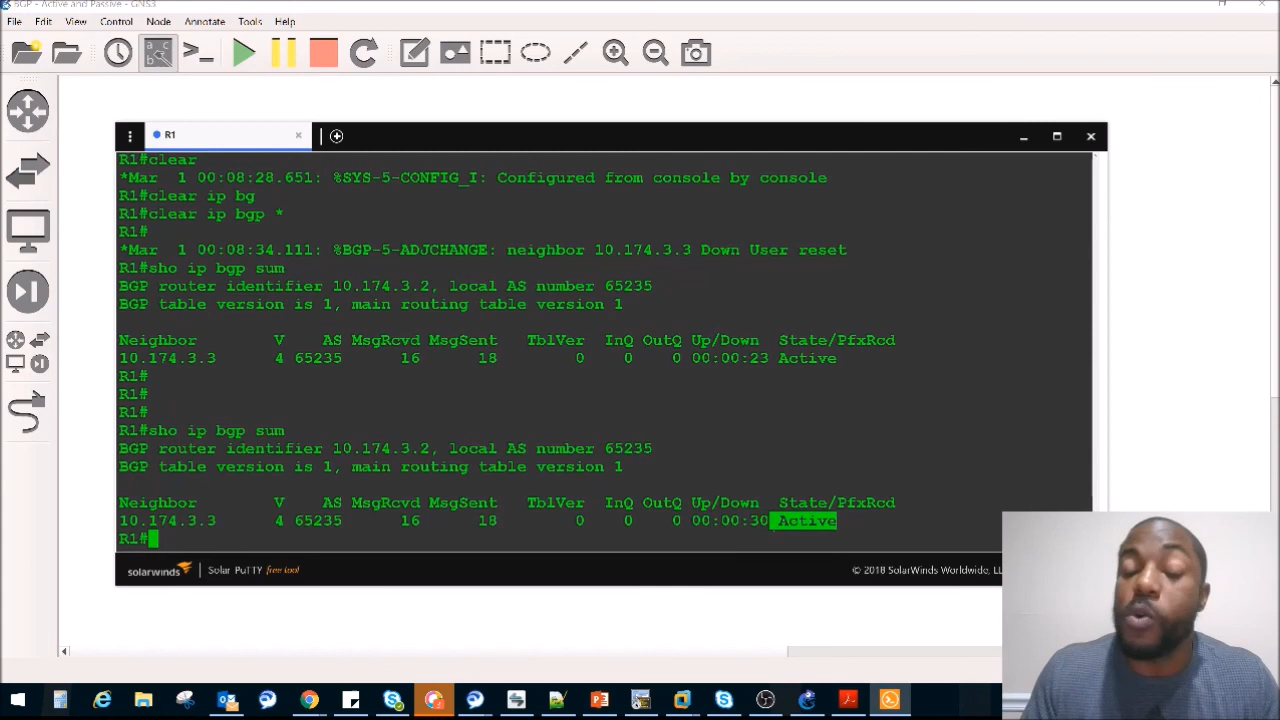 BGP - Active and Passive - GNS3
File Edit View Control Node Annotate Tools Help
R1
R1#clear
*Mar  1 00:08:28.651: %SYS-5-CONFIG_I: Configured from console by console
R1#clear ip bg
R1#clear ip bgp *
R1#
*Mar  1 00:08:34.111: %BGP-5-ADJCHANGE: neighbor 10.174.3.3 Down User reset
R1#sho ip bgp sum
BGP router identifier 10.174.3.2, local AS number 65235
BGP table version is 1, main routing table version 1
Neighbor V AS MsgRcvd MsgSent TblVer InQ OutQ Up/Down State/PfxRcd
10.174.3.3 4 65235 16 18 0 0 0 00:00:23 Active
R1#
R1#
R1#
R1#sho ip bgp sum
BGP router identifier 10.174.3.2, local AS number 65235
BGP table version is 1, main routing table version 1
Neighbor V AS MsgRcvd MsgSent TblVer InQ OutQ Up/Down State/PfxRcd
10.174.3.3 4 65235 16 18 0 0 0 00:00:30 Active
R1#
solarwinds Solar PuTTY free tool © 2018 SolarWinds Worldwide, LL